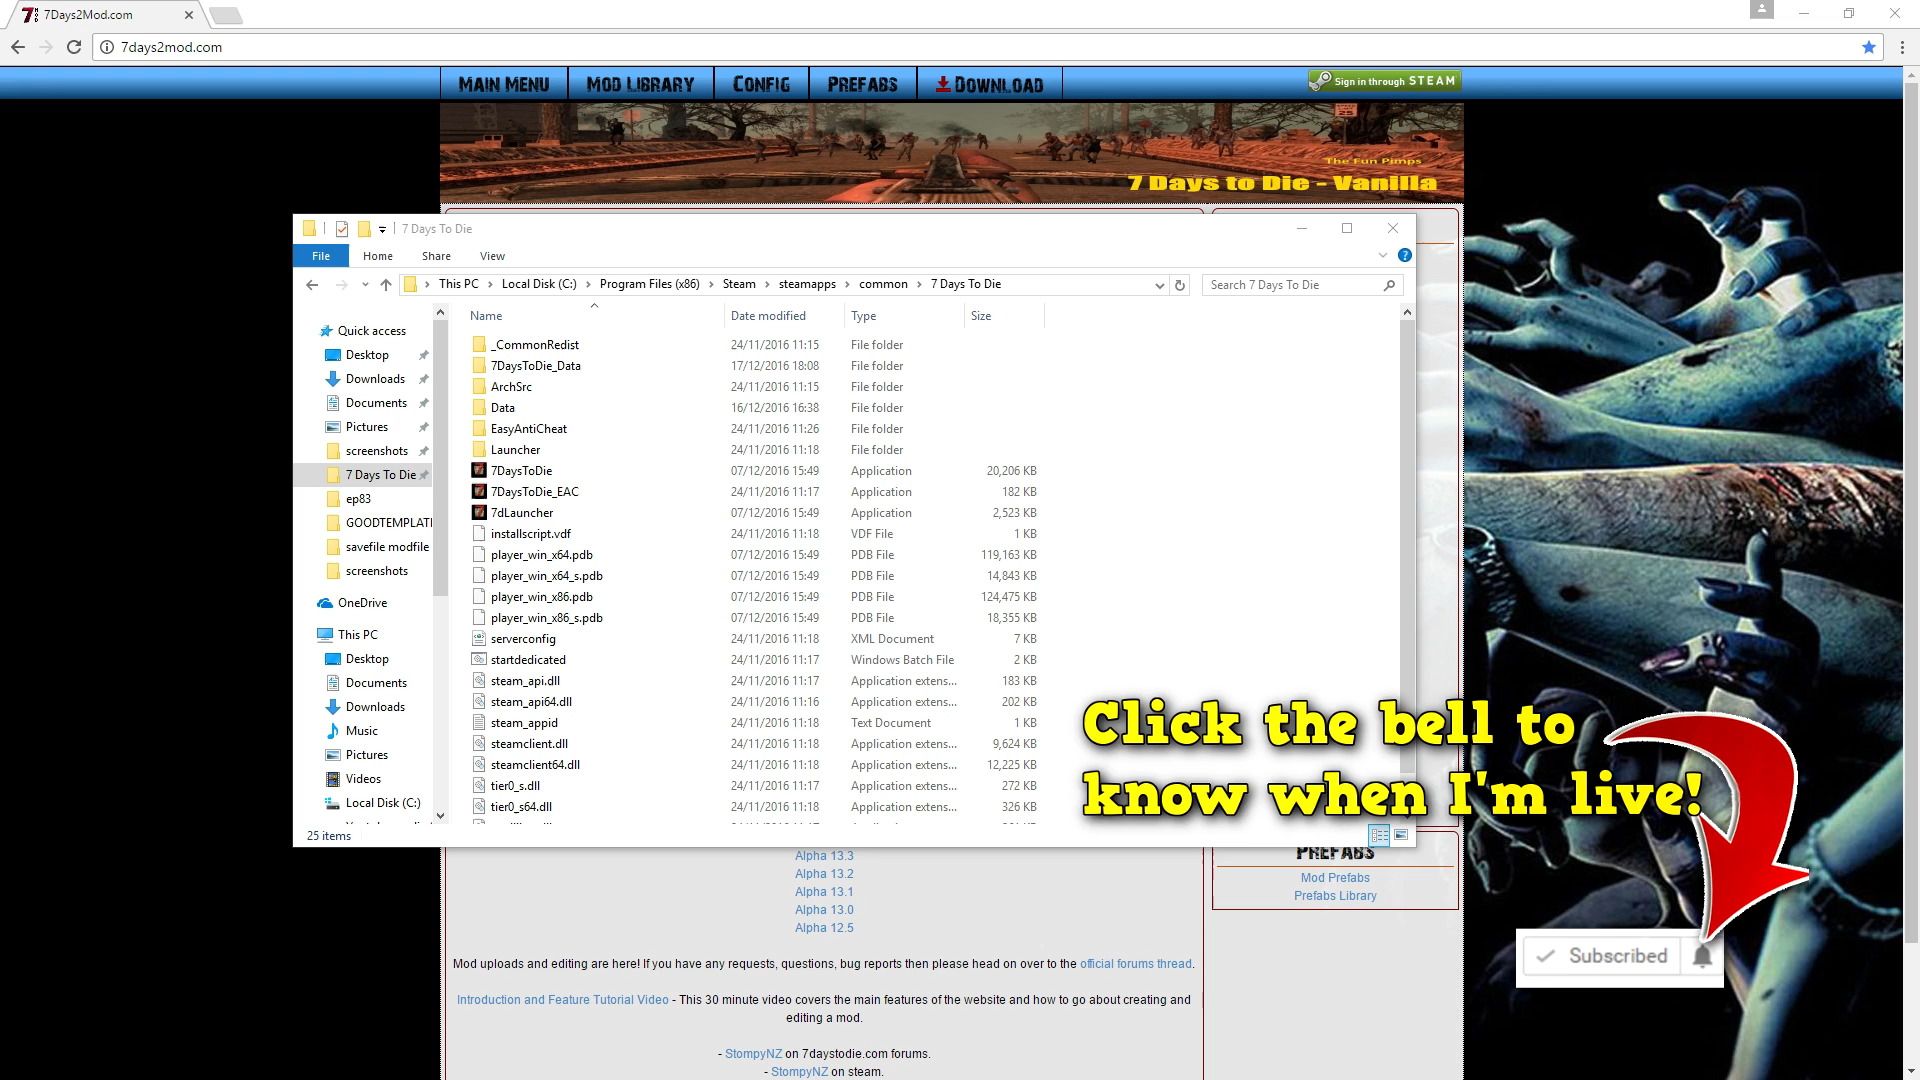 7Days2Mod.com
7days2mod.com
Main Menu
Mod Library
Config
Prefabs
Download
Sign in through STEAM
The Fun Pimps
7 Days to Die - Vanilla
7 Days To Die
File
Home
Share
View
This PC
Local Disk (C:)
Program Files (x86)
Steam
steamapps
common
7 Days To Die
Search 7 Days To Die
Quick access
Desktop
Downloads
Documents
Pictures
screenshots
7 Days To Die
ep83
GOODTEMPLAT
savefile modfile
screenshots
OneDrive
This PC
Desktop
Documents
Downloads
Music
Pictures
Videos
Local Disk (C:)
Name Date modified Type Size
_CommonRedist 24/11/2016 11:15 File folder
7DaysToDie_Data 17/12/2016 18:08 File folder
ArchSrc 24/11/2016 11:15 File folder
Data 16/12/2016 16:38 File folder
EasyAntiCheat 24/11/2016 11:26 File folder
Launcher 24/11/2016 11:18 File folder
7DaysToDie 07/12/2016 15:49 Application 20,206 KB
7DaysToDie_EAC 24/11/2016 11:17 Application 182 KB
7dLauncher 07/12/2016 15:49 Application 2,523 KB
installscript.vdf 24/11/2016 11:18 VDF File 1 KB
player_win_x64.pdb 07/12/2016 15:49 PDB File 119,163 KB
player_win_x64_s.pdb 07/12/2016 15:49 PDB File 14,843 KB
player_win_x86.pdb 07/12/2016 15:49 PDB File 124,475 KB
player_win_x86_s.pdb 07/12/2016 15:49 PDB File 18,355 KB
serverconfig 24/11/2016 11:18 XML Document 7 KB
startdedicated 24/11/2016 11:17 Windows Batch File 2 KB
steam_api.dll 24/11/2016 11:17 Application extens... 183 KB
steam_api64.dll 24/11/2016 11:16 Application extens... 202 KB
steam_appid 24/11/2016 11:18 Text Document 1 KB
steamclient.dll 24/11/2016 11:18 Application extens... 9,624 KB
steamclient64.dll 24/11/2016 11:18 Application extens... 12,225 KB
tier0_s.dll 24/11/2016 11:17 Application extens... 272 KB
tier0_s64.dll 24/11/2016 11:18 Application extens... 326 KB
25 items
Click the bell to
know when I'm live!
Subscribed
Prefabs
Mod Prefabs
Prefabs Library
Alpha 13.3
Alpha 13.2
Alpha 13.1
Alpha 13.0
Alpha 12.5
Mod uploads and editing are here! If you have any requests, questions, bug reports then please head on over to the official forums thread.
Introduction and Feature Tutorial Video - This 30 minute video covers the main features of the website and how to go about creating and
editing a mod.
- StompyNZ on 7daystodie.com forums.
- StompyNZ on steam.